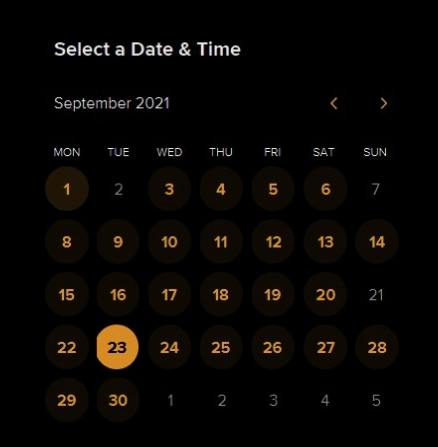 Select a Date & Time
September 2021
MON TUE WED THU FRI SAT SUN
1 2 3 4 5 6 7
8 9 10 11 12 13 14
15 16 17 18 19 20 21
22 23 24 25 26 27 28
29 30 1 2 3 4 5